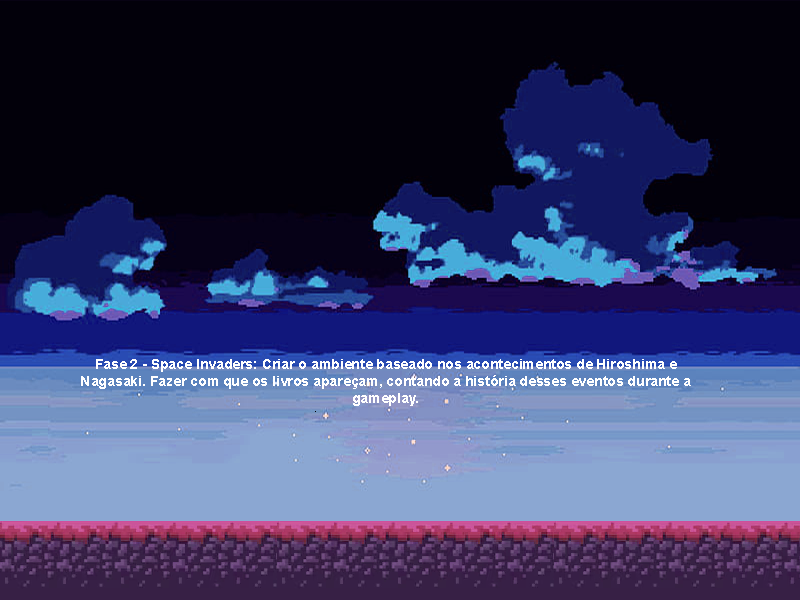 Fase 2 - Space Invaders: Criar o ambiente baseado nos acontecimentos de Hiroshima e
Nagasaki. Fazer com que os livros apareçam, contando a história desses eventos durante a
gameplay.